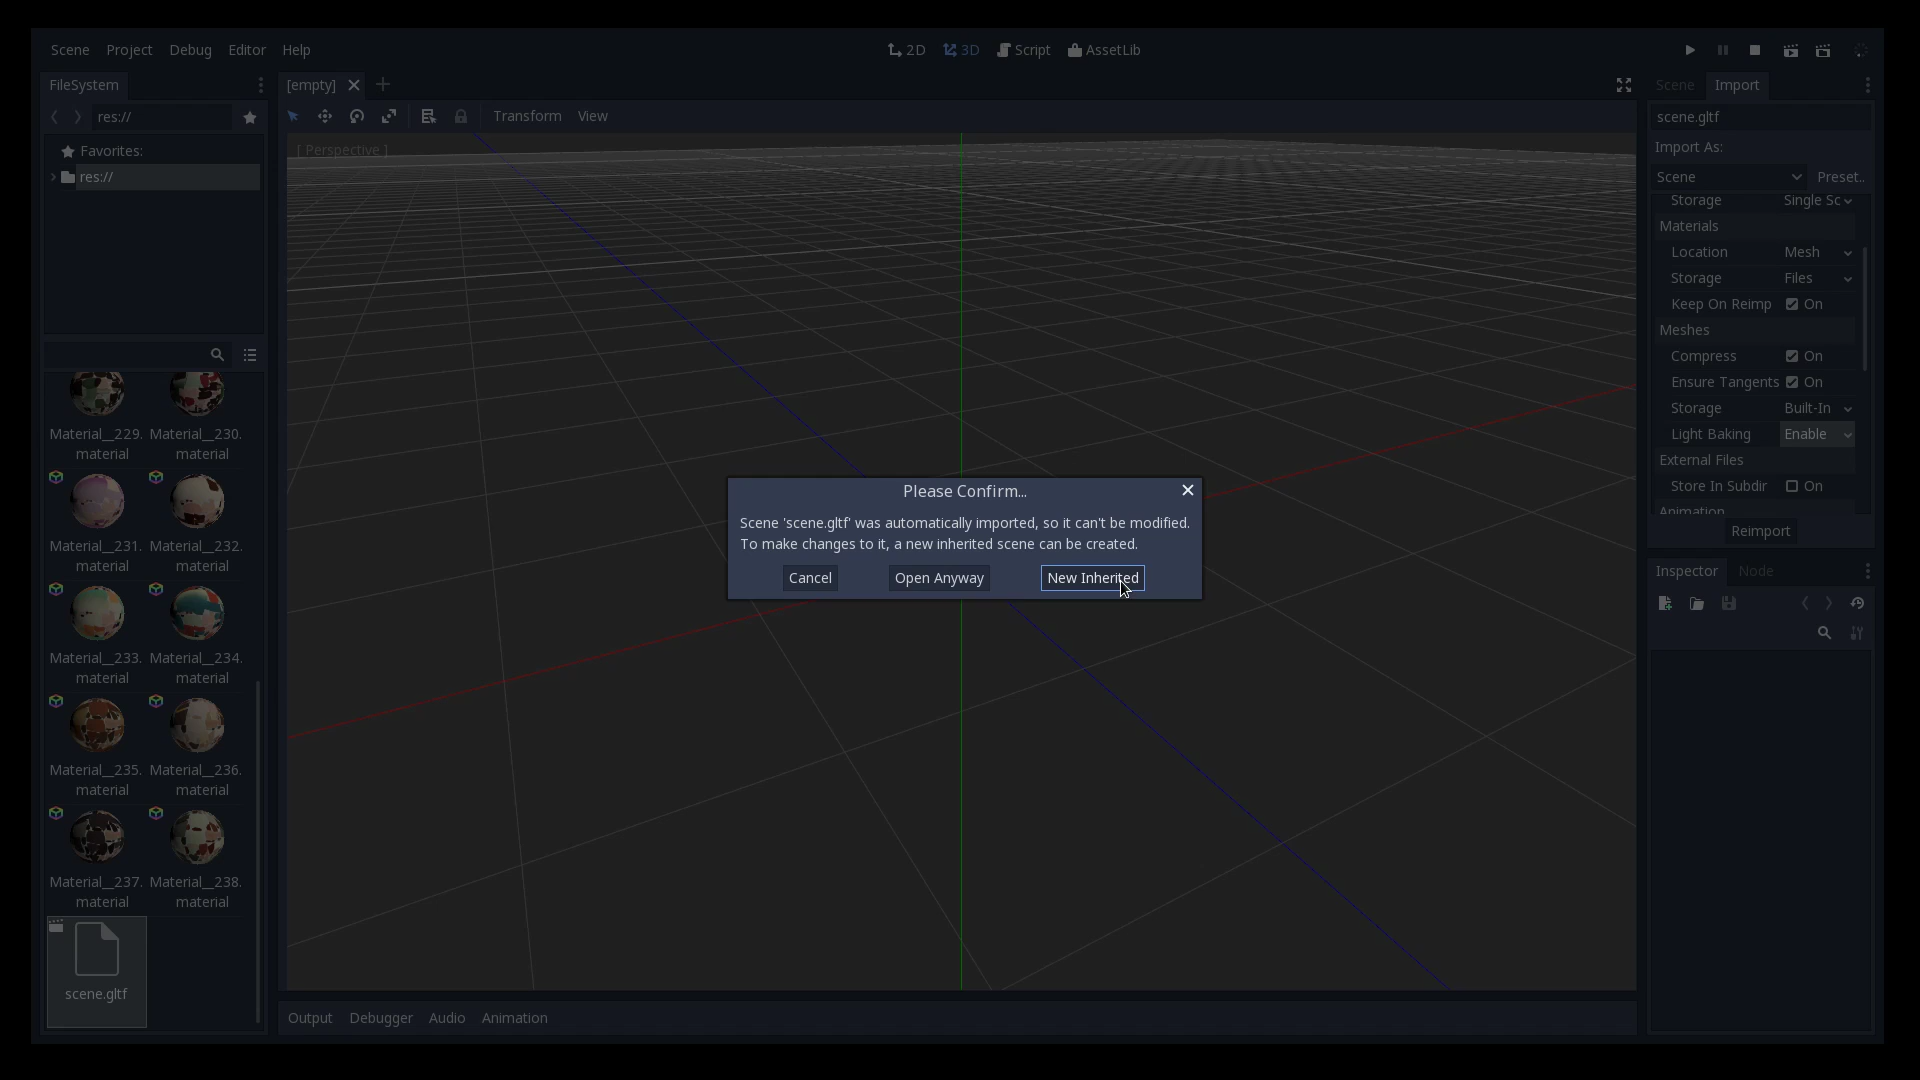 Scene Project Debug Editor Help 2D 3D Script AssetLib
FileSystem
res://
Favorites:
res://
Material__229.
material
Material__230.
material
Material__231.
material
Material__232.
material
Material__233.
material
Material__234.
material
Material__235.
material
Material__236.
material
Material__237.
material
Material__238.
material
scene.gltf
[empty]
Transform View
[ Perspective ]
Please Confirm...
Scene 'scene.gltf' was automatically imported, so it can't be modified.
To make changes to it, a new inherited scene can be created.
Cancel Open Anyway New Inherited
Output Debugger Audio Animation
Scene Import
scene.gltf
Import As:
Scene Preset..
Storage Single Sc
Materials
Location Mesh
Storage Files
Keep On Reimp On
Meshes
Compress On
Ensure Tangents On
Storage Built-In
Light Baking Enable
External Files
Store In Subdir On
Animation
Reimport
Inspector Node